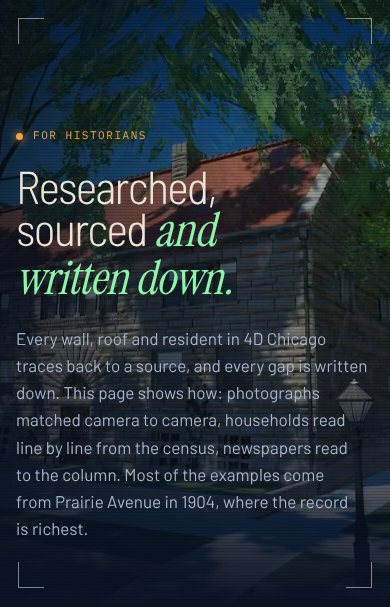 FOR HISTORIANS
Researched,
sourced and
written down.
Every wall, roof and resident in 4D Chicago
traces back to a source, and every gap is written
down. This page shows how: photographs
matched camera to camera, households read
line by line from the census, newspapers read
to the column. Most of the examples come
from Prairie Avenue in 1904, where the record
is richest.